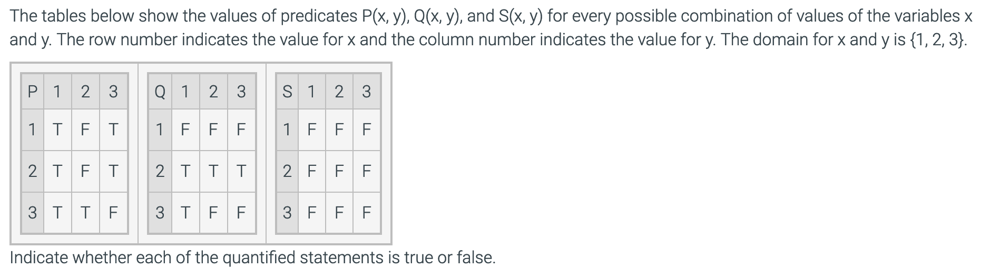 The tables below show the values of predicates P(x, y), Q(x, y), and S(x, y) for every possible combination of values of the variables x
and y. The row number indicates the value for x and the column number indicates the value for y. The domain for x and y is {1, 2, 3}.
P 1 2 3
1 T F T
2 T F T
3 T T F
Q 1 2 3
1 F F F
2 T T T
3 T F F
S 1 2 3
1 F F F
2 F F F
3 F F F
Indicate whether each of the quantified statements is true or false.